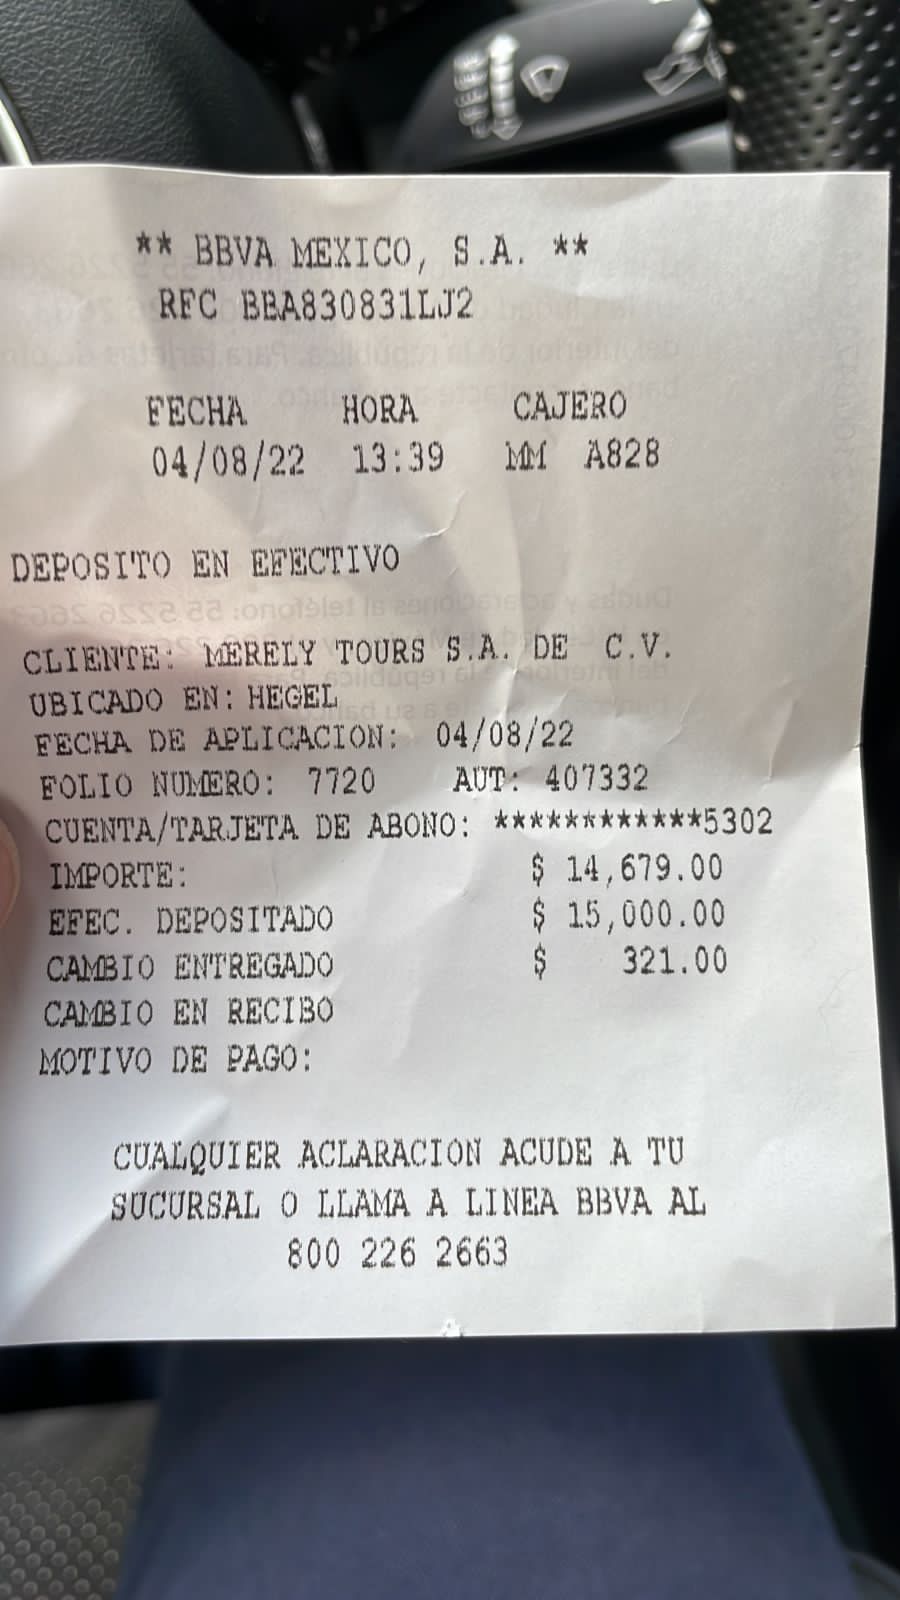 ** BBVA MEXICO, S.A. **
RFC BBA830831LJ2
FECHA HORA CAJERO
04/08/22 13:39 MM A828
DEPOSITO EN EFECTIVO
CLIENTE: MERELY TOURS S.A. DE C.V.
UBICADO EN: HEGEL
FECHA DE APLICACION: 04/08/22
FOLIO NUMERO: 7720 AUT: 407332
CUENTA/TARJETA DE ABONO: ************5302
IMPORTE: $ 14,679.00
EFEC. DEPOSITADO $ 15,000.00
CAMBIO ENTREGADO $ 321.00
CAMBIO EN RECIBO
MOTIVO DE PAGO:
CUALQUIER ACLARACION ACUDE A TU
SUCURSAL O LLAMA A LINEA BBVA AL
800 226 2663